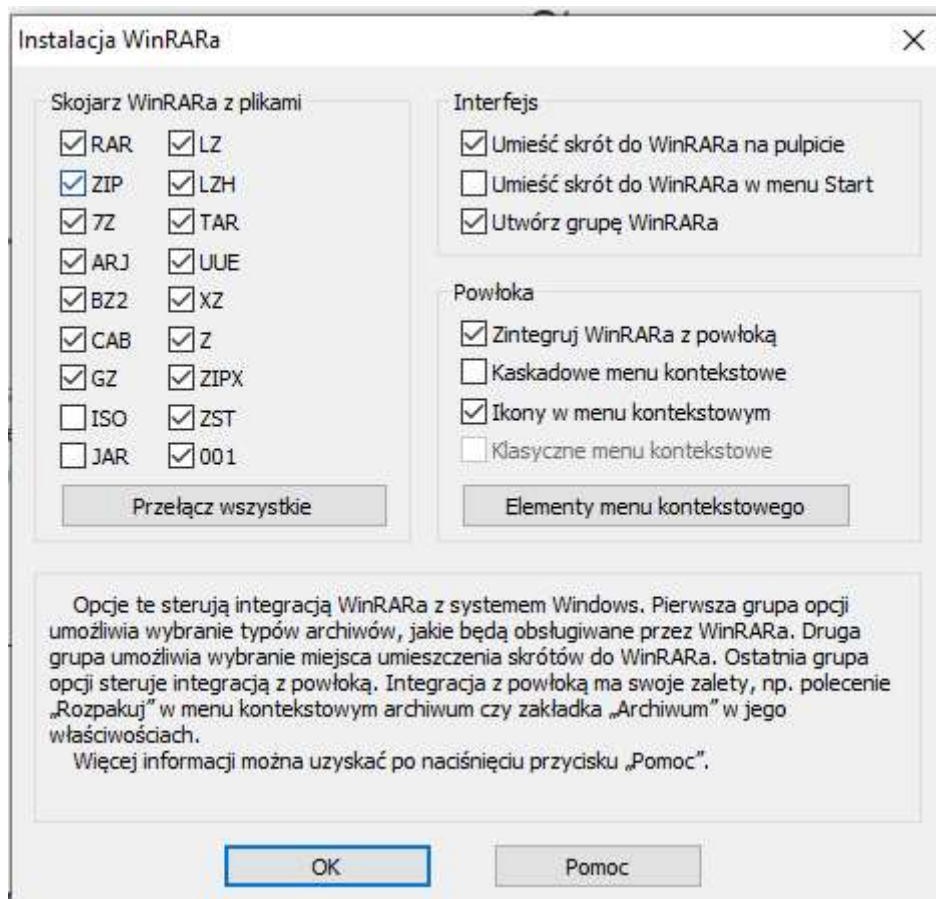 Instalacja WinRARa
Skojarz WinRARa z plikami
RAR
LZ
ZIP
LZH
7Z
TAR
ARJ
UUE
BZ2
XZ
CAB
Z
GZ
ZIPX
ISO
ZST
JAR
001
Przełącz wszystkie
Interfejs
Umieść skrót do WinRARa na pulpicie
Umieść skrót do WinRARa w menu Start
Utwórz grupę WinRARa
Powłoka
Zintegruj WinRARa z powłoką
Kaskadowe menu kontekstowe
Ikony w menu kontekstowym
Klasyczne menu kontekstowe
Elementy menu kontekstowego
Opcje te sterują integracją WinRARa z systemem Windows. Pierwsza grupa opcji
umożliwia wybranie typów archiwów, jakie będą obsługiwane przez WinRARa. Druga
grupa umożliwia wybranie miejsca umieszczenia skrótów do WinRARa. Ostatnia grupa
opcji steruje integracją z powłoką. Integracja z powłoką ma swoje zalety, np. polecenie
„Rozpakuj” w menu kontekstowym archiwum czy zakładka „Archiwum” w jego
właściwościach.
Więcej informacji można uzyskać po naciśnięciu przycisku „Pomoc”.
OK
Pomoc